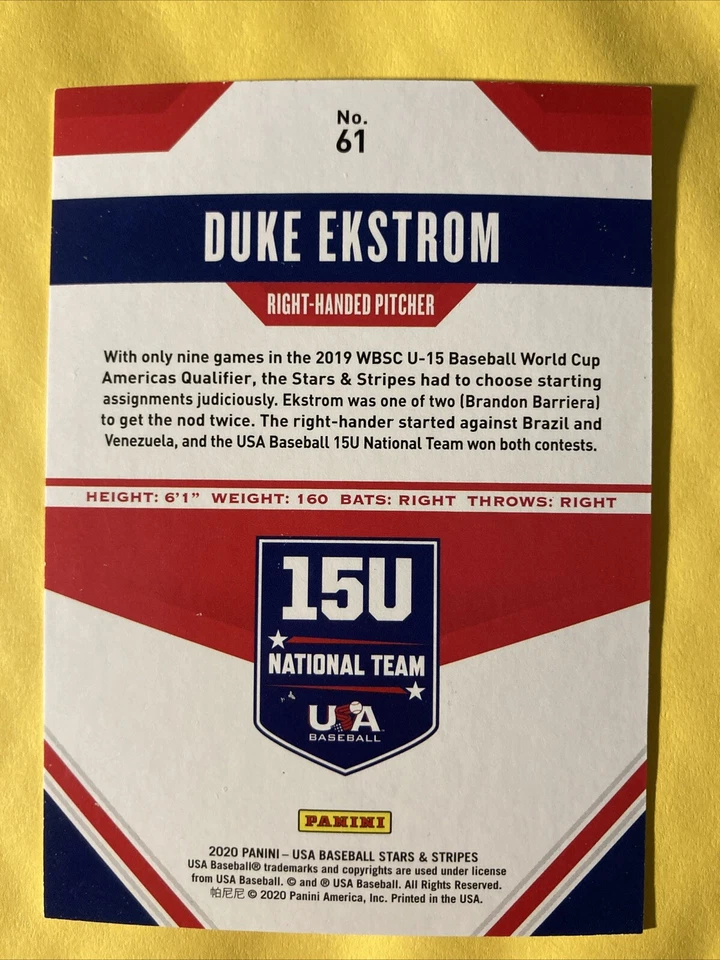 No.
61
DUKE EKSTROM
RIGHT-HANDED PITCHER
With only nine games in the 2019 WBSC U-15 Baseball World Cup
Americas Qualifier, the Stars & Stripes had to choose starting
assignments judiciously. Ekstrom was one of two (Brandon Barriera)
to get the nod twice. The right-hander started against Brazil and
Venezuela, and the USA Baseball 15U National Team won both contests.
HEIGHT: 6'1" WEIGHT: 160 BATS: RIGHT THROWS: RIGHT
15U
NATIONAL TEAM
USA
BASEBALL
PANINI
2020 PANINI – USA BASEBALL STARS & STRIPES
USA Baseball® trademarks and copyrights are used under license
from USA Baseball. © and ® USA Baseball. All Rights Reserved.
帕尼尼 © 2020 Panini America, Inc. Printed in the USA.